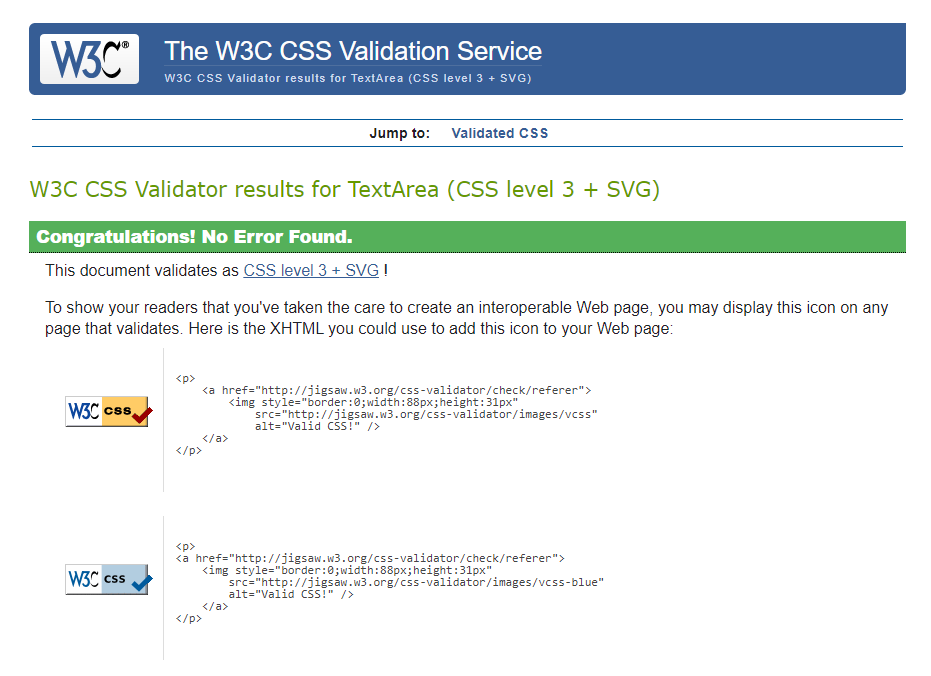 W3C®
The W3C CSS Validation Service
W3C CSS Validator results for TextArea (CSS level 3 + SVG)
Jump to: Validated CSS
W3C CSS Validator results for TextArea (CSS level 3 + SVG)
Congratulations! No Error Found.
This document validates as CSS level 3 + SVG !
To show your readers that you've taken the care to create an interoperable Web page, you may display this icon on any
page that validates. Here is the XHTML you could use to add this icon to your Web page:
W3C css
<p>
    <a href="http://jigsaw.w3.org/css-validator/check/referer">
        <img style="border:0;width:88px;height:31px"
            src="http://jigsaw.w3.org/css-validator/images/vcss"
            alt="Valid CSS!" />
    </a>
</p>
W3C css
<p>
<a href="http://jigsaw.w3.org/css-validator/check/referer">
    <img style="border:0;width:88px;height:31px"
        src="http://jigsaw.w3.org/css-validator/images/vcss-blue"
        alt="Valid CSS!" />
    </a>
</p>